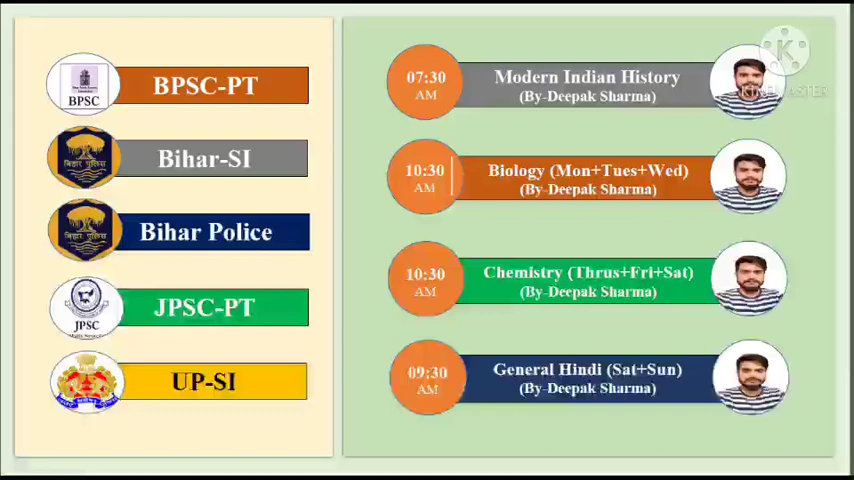 BPSC
BPSC-PT
बिहार पुलिस
Bihar-SI
बिहार पुलिस
Bihar Police
JPSC
JPSC-PT
UP-SI
07:30
AM
Modern Indian History
(By-Deepak Sharma)
K
KINEMASTER
10:30
AM
Biology (Mon+Tues+Wed)
(By-Deepak Sharma)
10:30
AM
Chemistry (Thrus+Fri+Sat)
(By-Deepak Sharma)
09:30
AM
General Hindi (Sat+Sun)
(By-Deepak Sharma)